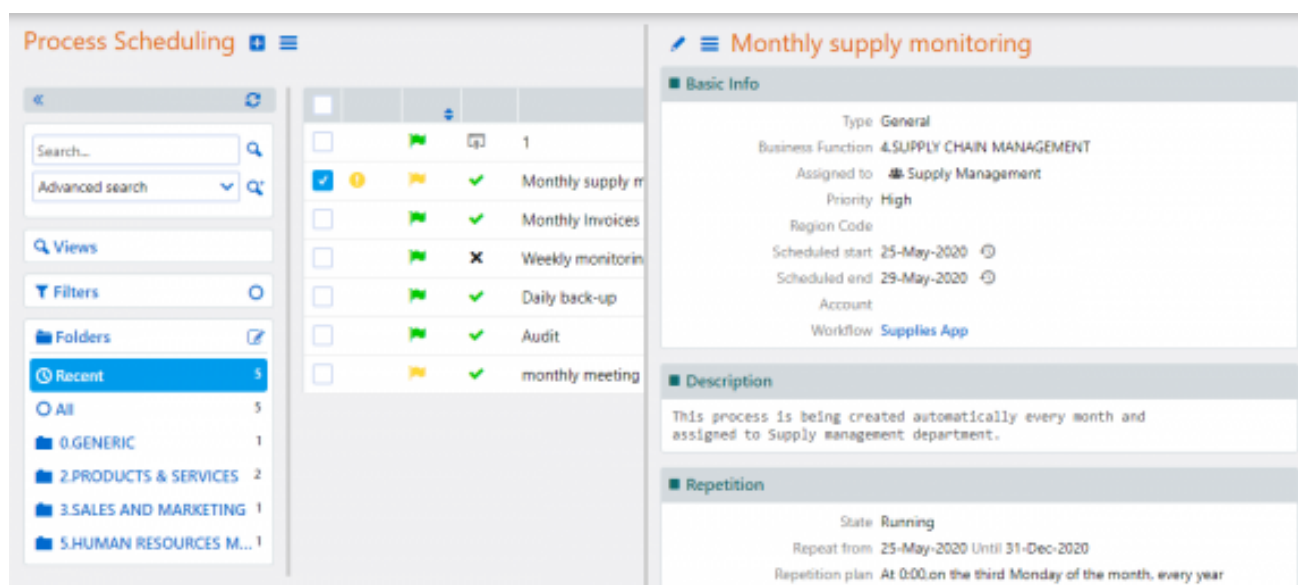 Process Scheduling
Search...
Advanced search
Views
Filters
Folders
Recent 5
All 5
0.GENERIC 1
2.PRODUCTS & SERVICES 2
3.SALES AND MARKETING 1
5.HUMAN RESOURCES M... 1
1
Monthly supply m
Monthly Invoices
Weekly monitorin
Daily back-up
Audit
monthly meeting
Monthly supply monitoring
Basic Info
Type General
Business Function 4.SUPPLY CHAIN MANAGEMENT
Assigned to Supply Management
Priority High
Region Code
Scheduled start 25-May-2020
Scheduled end 29-May-2020
Account
Workflow Supplies App
Description
This process is being created automatically every month and
assigned to Supply management department.
Repetition
State Running
Repeat from 25-May-2020 Until 31-Dec-2020
Repetition plan At 0:00,on the third Monday of the month, every year